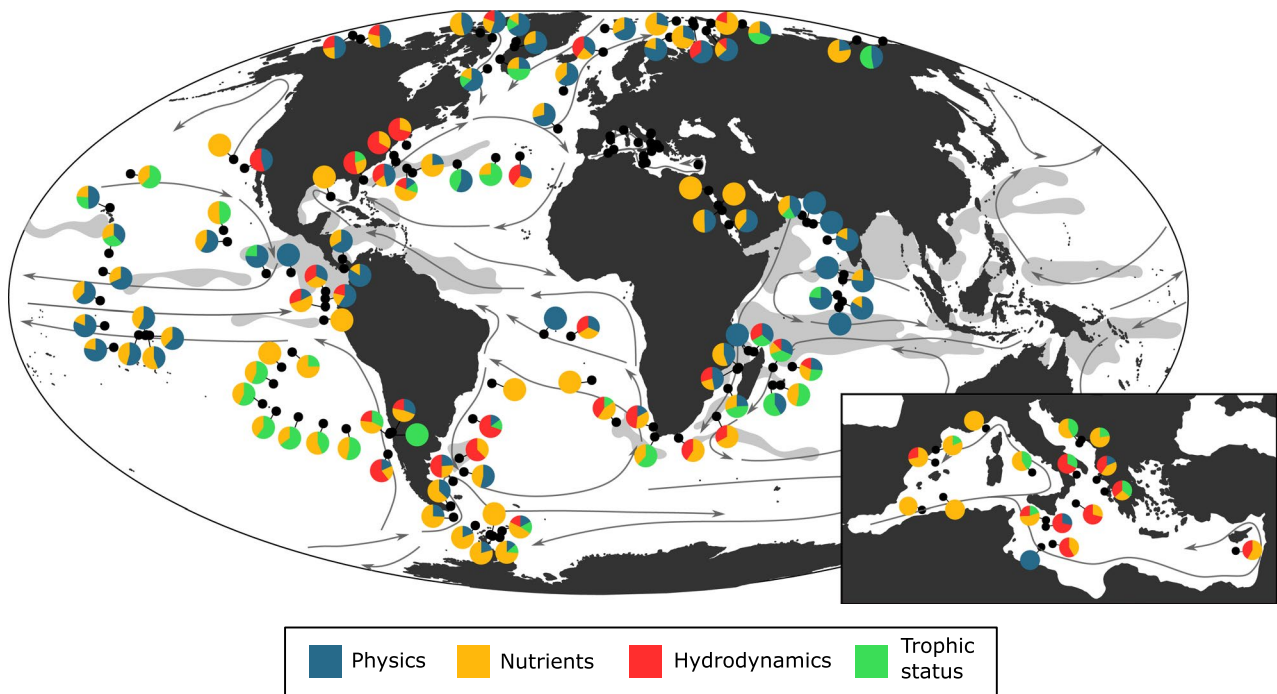 Physics
Nutrients
Hydrodynamics
Trophic
status